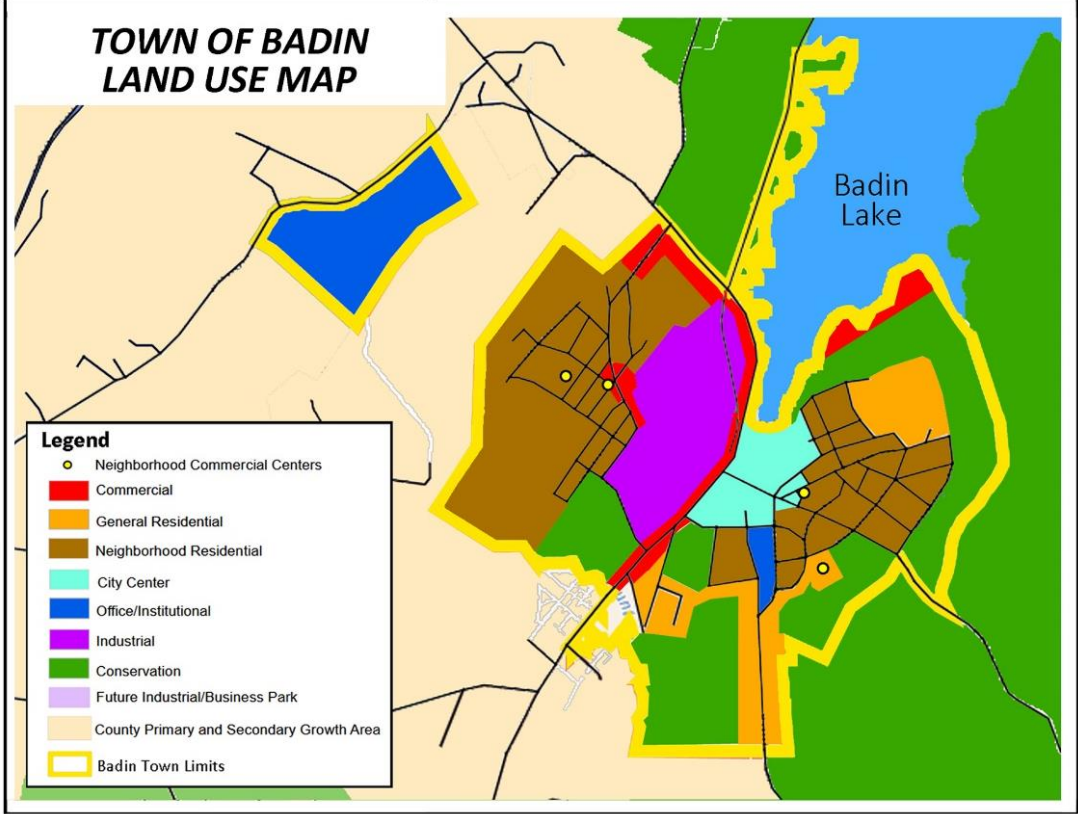 TOWN OF BADIN
LAND USE MAP
Badin
Lake
Legend
Neighborhood Commercial Centers
Commercial
General Residential
Neighborhood Residential
City Center
Office/Institutional
Industrial
Conservation
Future Industrial/Business Park
County Primary and Secondary Growth Area
Badin Town Limits